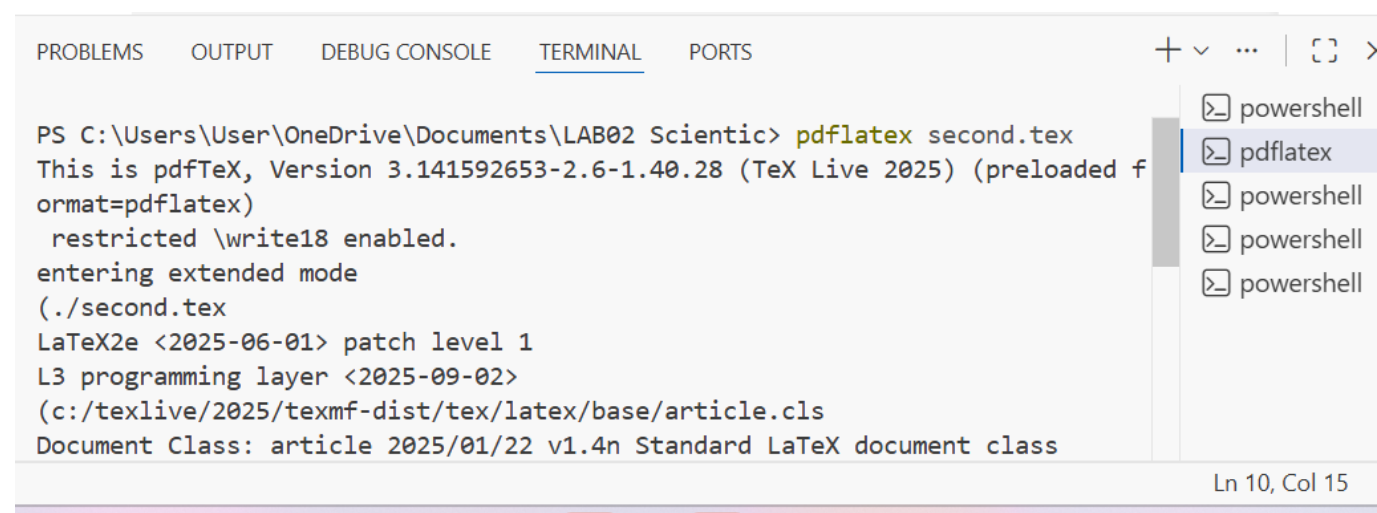 PROBLEMS OUTPUT DEBUG CONSOLE TERMINAL PORTS
PS C:\Users\User\OneDrive\Documents\LAB02 Scientic> pdflatex second.tex
This is pdfTeX, Version 3.141592653-2.6-1.40.28 (TeX Live 2025) (preloaded f
ormat=pdflatex)
 restricted \write18 enabled.
entering extended mode
(./second.tex
LaTeX2e <2025-06-01> patch level 1
L3 programming layer <2025-09-02>
(c:/texlive/2025/texmf-dist/tex/latex/base/article.cls
Document Class: article 2025/01/22 v1.4n Standard LaTeX document class
powershell
pdflatex
powershell
powershell
powershell
Ln 10, Col 15